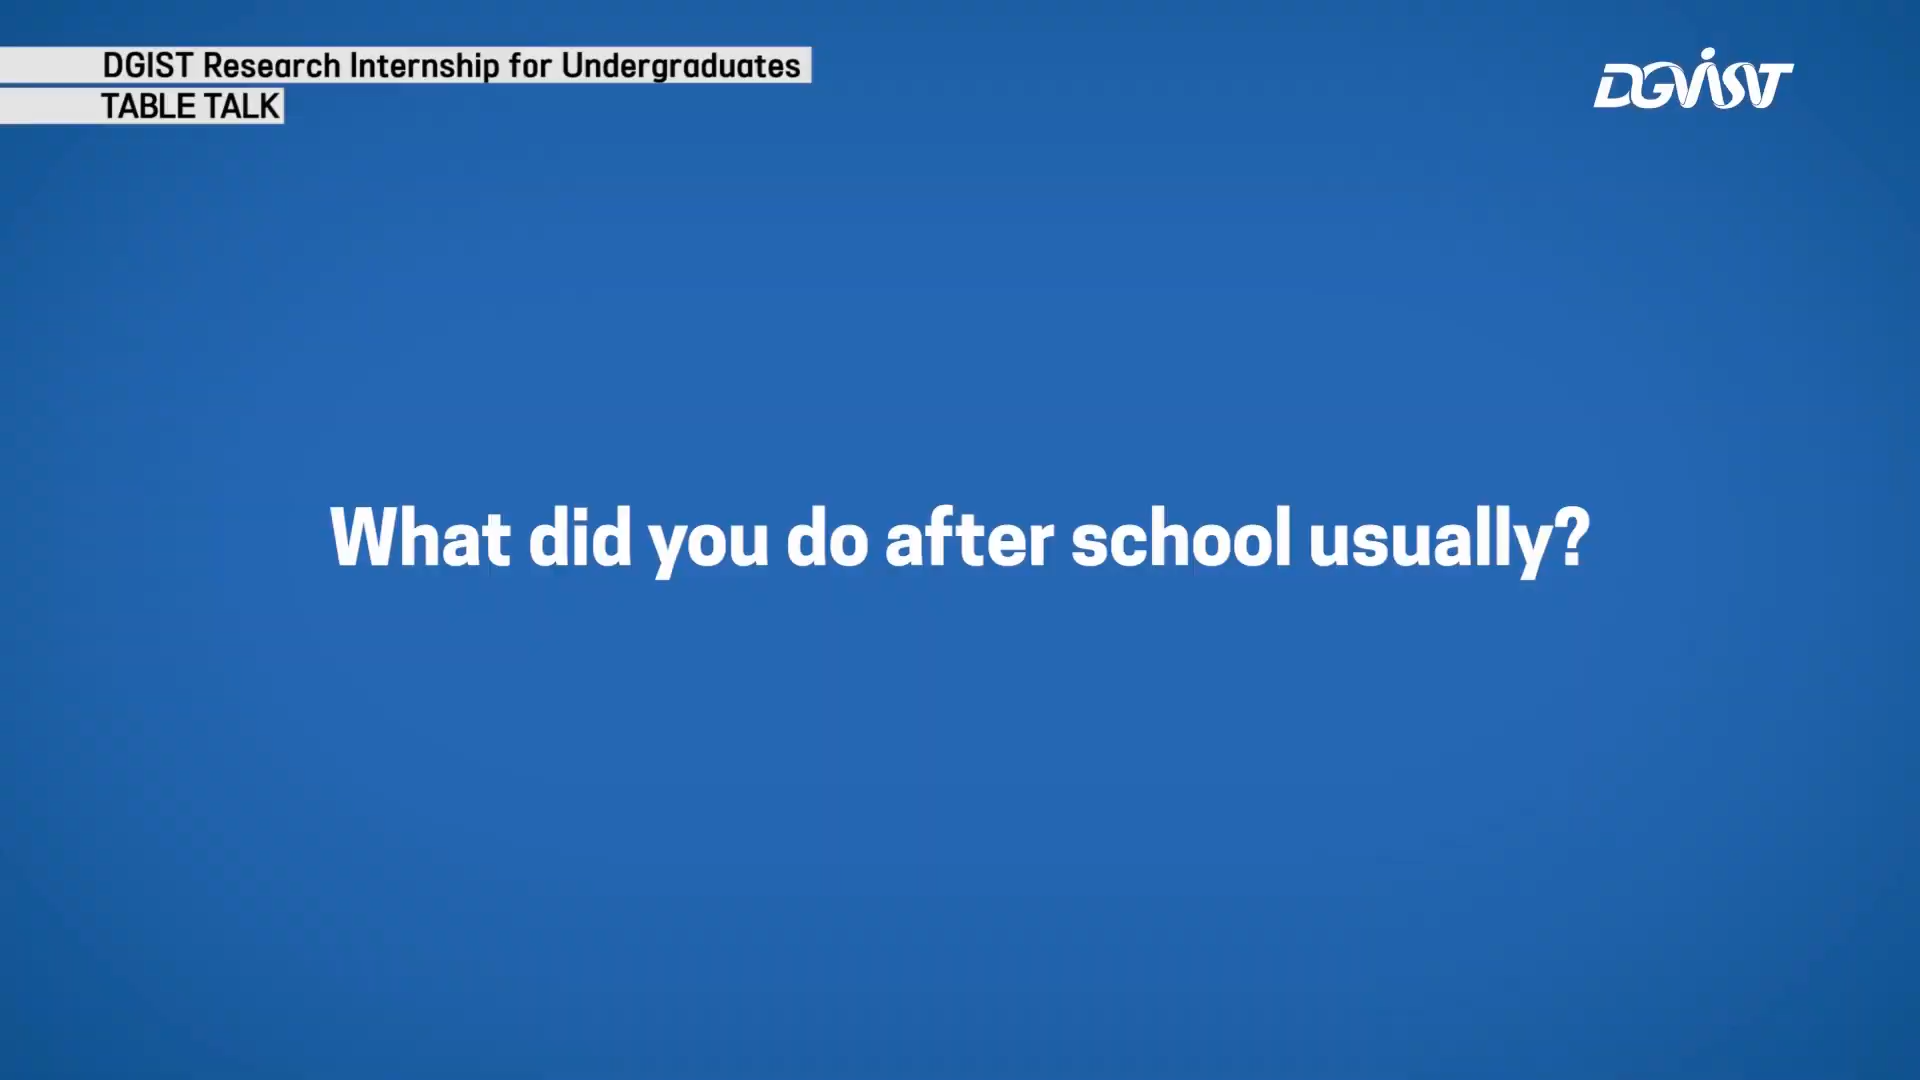 DGIST Research Internship for Undergraduates
TABLE TALK
DGIST
What did you do after school usually?